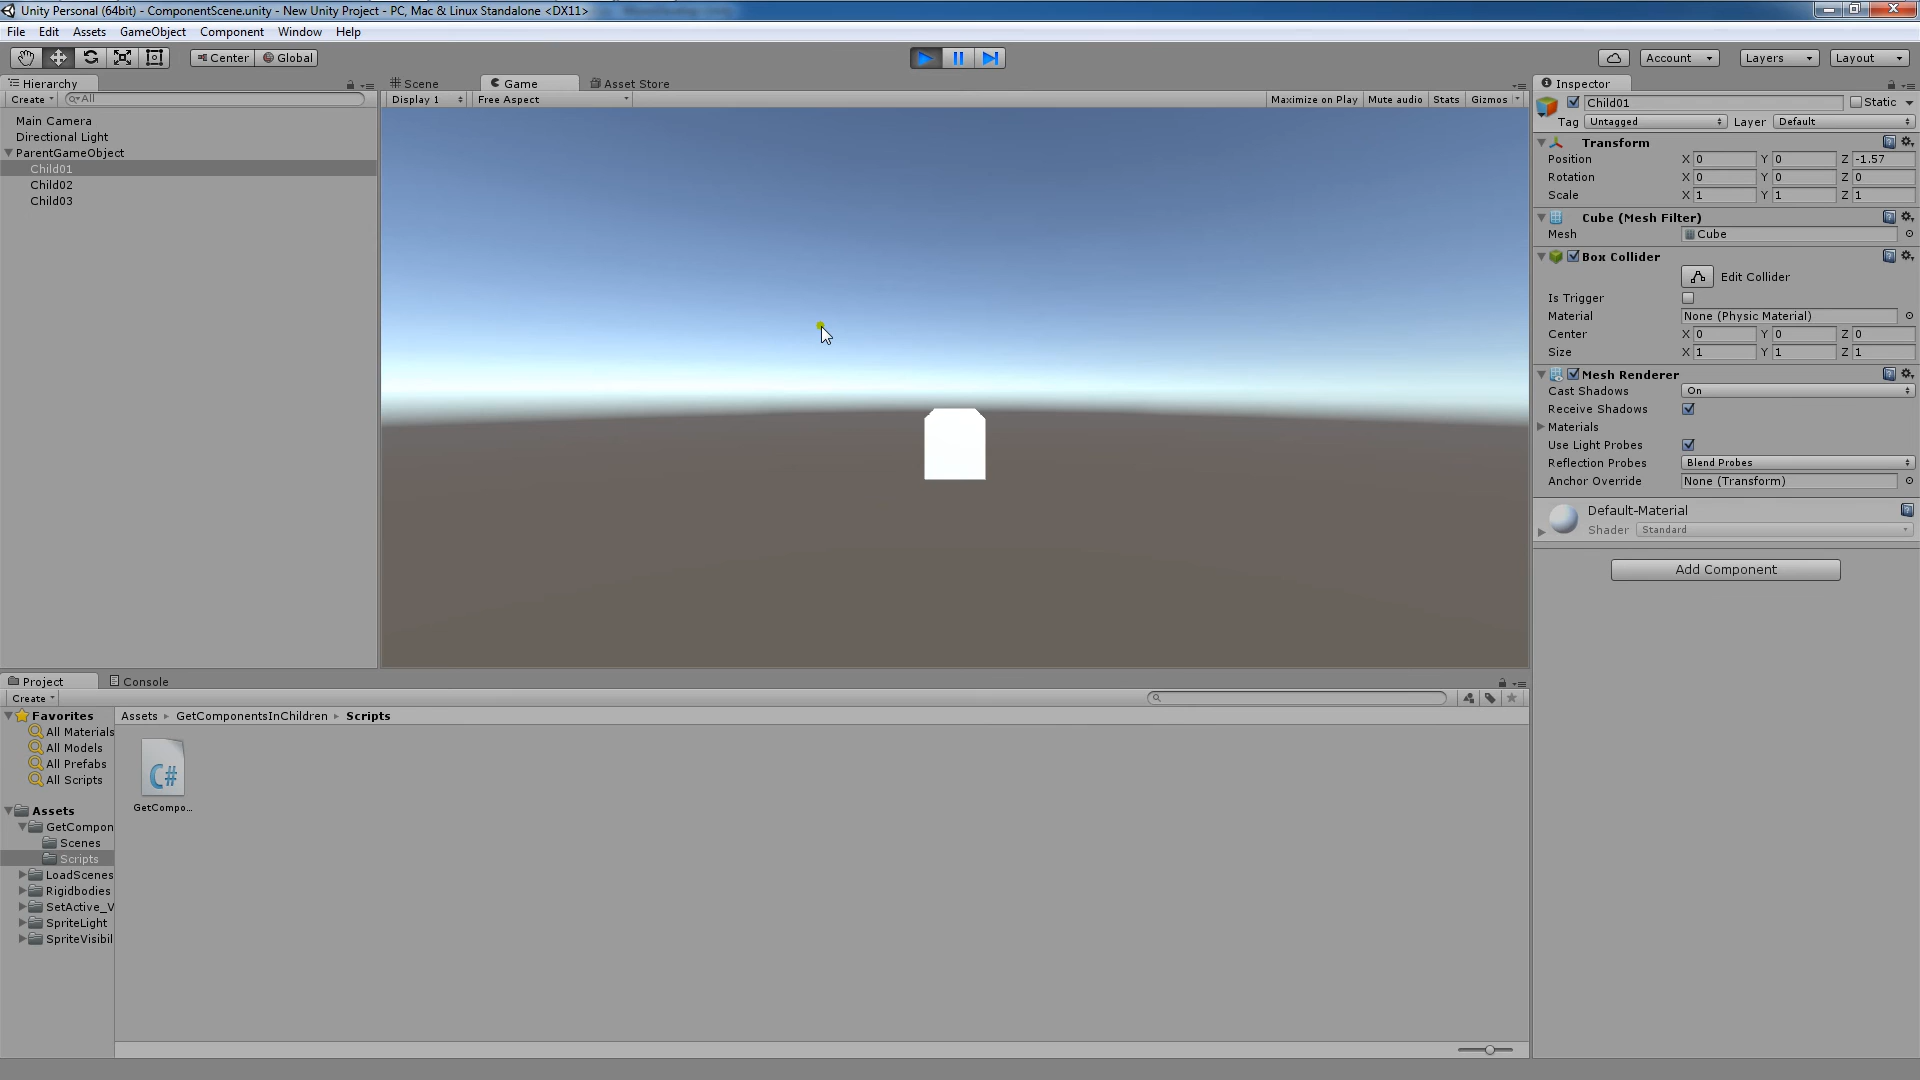 Unity Personal (64bit) - ComponentScene.unity - New Unity Project - PC, Mac & Linux Standalone <DX11>
File Edit Assets GameObject Component Window Help
Center Global
Account Layers Layout
Hierarchy
Create All
Main Camera
Directional Light
ParentGameObject
Child01
Child02
Child03
Scene Game Asset Store
Display 1 Free Aspect Maximize on Play Mute audio Stats Gizmos
Inspector
Child01 Static
Tag Untagged Layer Default
Transform
Position X 0 Y 0 Z -1.57
Rotation X 0 Y 0 Z 0
Scale X 1 Y 1 Z 1
Cube (Mesh Filter)
Mesh Cube
Box Collider
Edit Collider
Is Trigger
Material None (Physic Material)
Center X 0 Y 0 Z 0
Size X 1 Y 1 Z 1
Mesh Renderer
Cast Shadows On
Receive Shadows
Materials
Use Light Probes
Reflection Probes Blend Probes
Anchor Override None (Transform)
Default-Material
Shader Standard
Add Component
Project Console
Create
Favorites
All Materials
All Models
All Prefabs
All Scripts
Assets
GetCompon
Scenes
Scripts
LoadScenes
Rigidbodies
SetActive_V
SpriteLight
SpriteVisibil
Assets GetComponentsInChildren Scripts
C#
GetCompo...